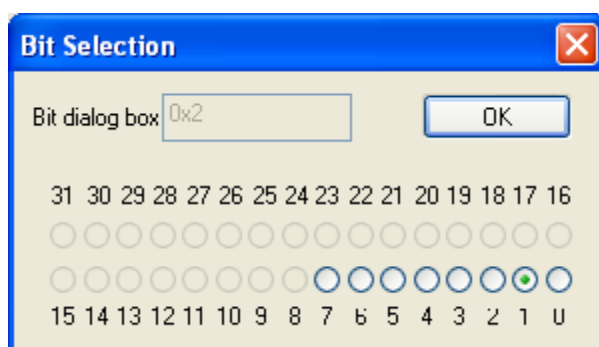 Bit Selection
Bit dialog box 0x2 OK
31 30 29 28 27 26 25 24 23 22 21 20 19 18 17 16
15 14 13 12 11 10 9 8 7 6 5 4 3 2 1 0